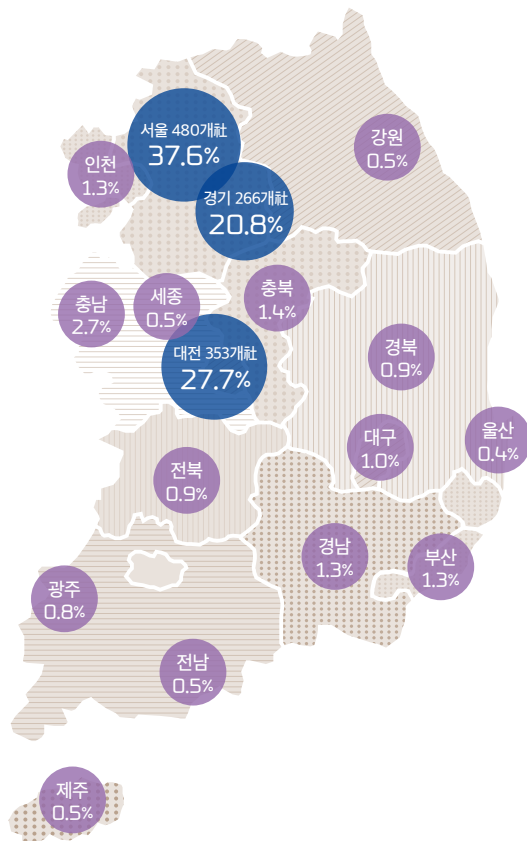 서울 480개社
37.6%
강원
0.5%
인천
1.3%
경기 266개社
20.8%
충북
1.4%
세종
0.5%
충남
2.7%
대전 353개社
27.7%
경북
0.9%
대구
1.0%
울산
0.4%
전북
0.9%
경남
1.3%
부산
1.3%
광주
0.8%
전남
0.5%
제주
0.5%